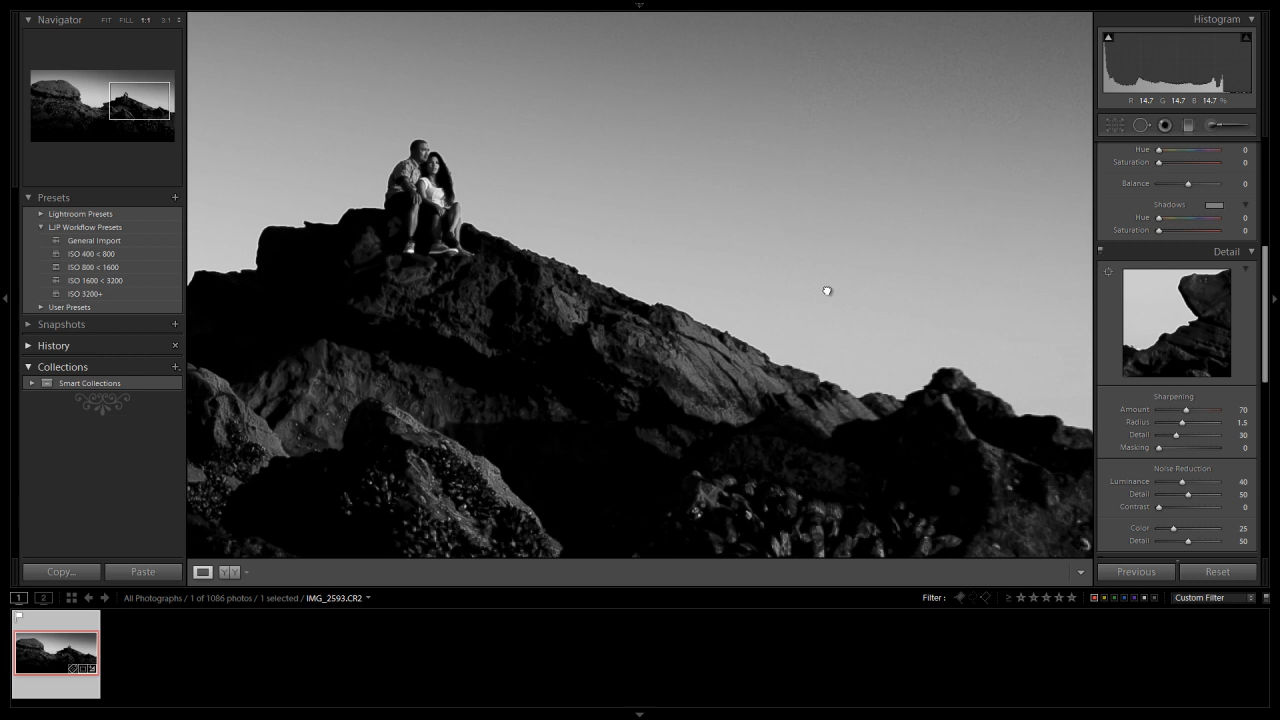 Navigator FIT FILL 1:1 3:1
Presets +
Lightroom Presets
LJP Workflow Presets
General Import
ISO 400 < 800
ISO 800 < 1600
ISO 1600 < 3200
ISO 3200+
User Presets
Snapshots +
History ×
Collections +
Smart Collections
Copy... Paste
Y Y
Histogram
R 14.7 G 14.7 B 14.7 %
Hue 0
Saturation 0
Balance 0
Shadows
Hue 0
Saturation 0
Detail
Sharpening
Amount 70
Radius 1.5
Detail 30
Masking 0
Noise Reduction
Luminance 40
Detail 50
Contrast 0
Color 25
Detail 50
Previous Reset
1 2 All Photographs / 1 of 1086 photos / 1 selected / IMG_2593.CR2 Filter : ≥ Custom Filter